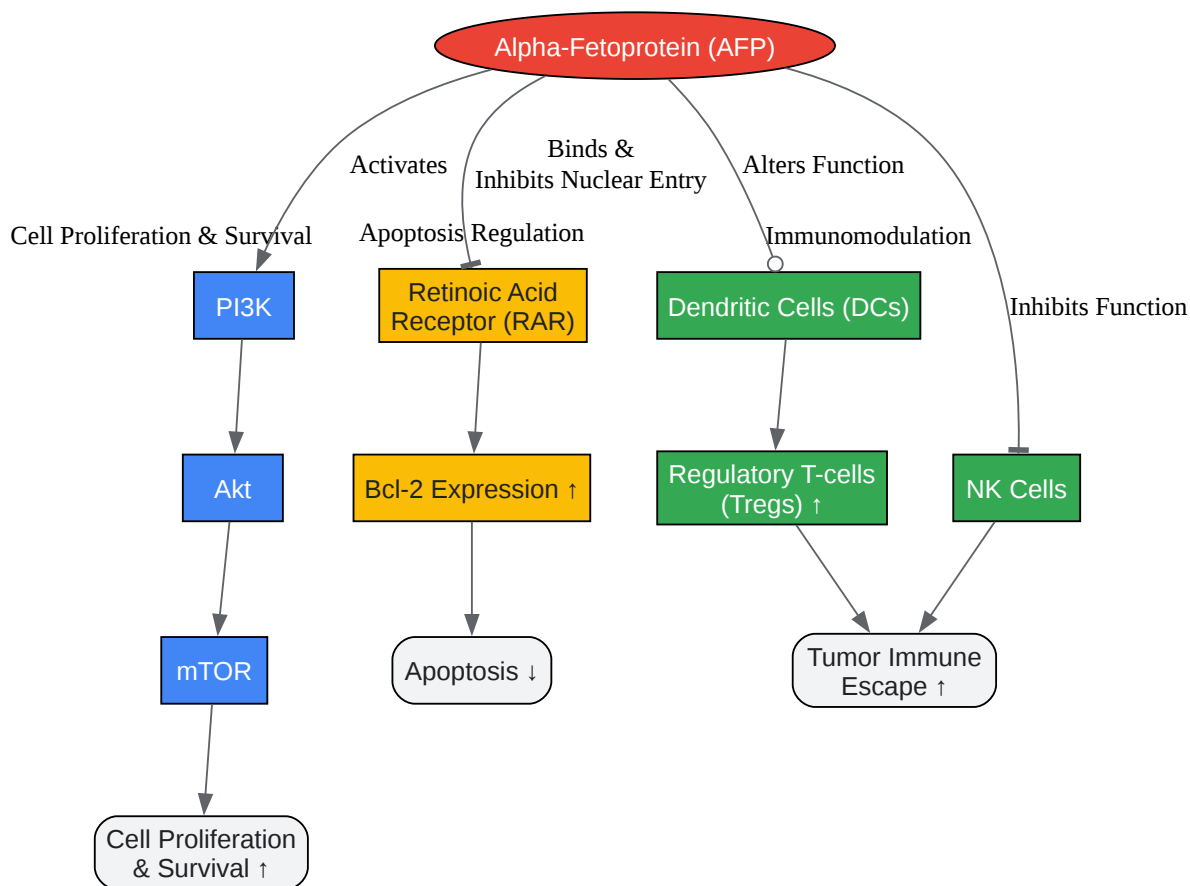 Alpha-Fetoprotein (AFP)
Activates
Binds &
Inhibits Nuclear Entry
Alters Function
Cell Proliferation & Survival
Apoptosis Regulation
Immunomodulation
PI3K
Retinoic Acid
Receptor (RAR)
Dendritic Cells (DCs)
Inhibits Function
Akt
Bcl-2 Expression ↑
Regulatory T-cells
(Tregs) ↑
NK Cells
mTOR
Apoptosis ↓
Tumor Immune
Escape ↑
Cell Proliferation
& Survival ↑